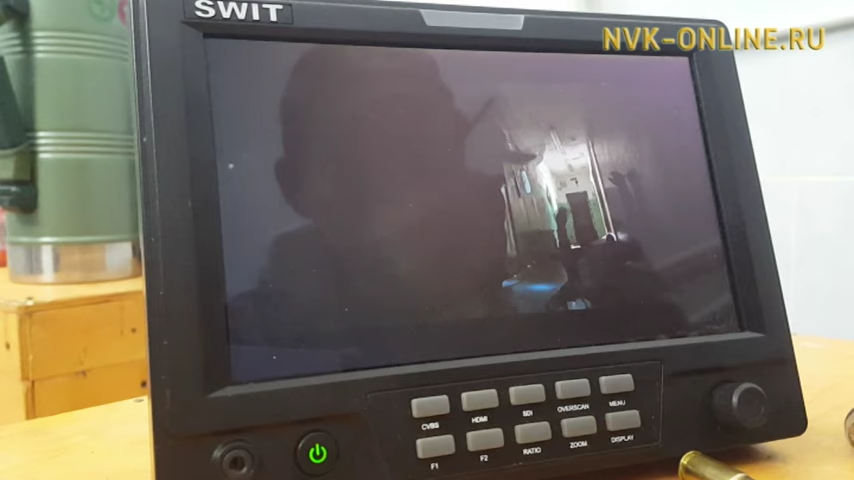 SWIT
NVK-ONLINE.RU
CVBS HDMI SDI OVERSCAN MENU
F1 F2 RATIO ZOOM DISPLAY